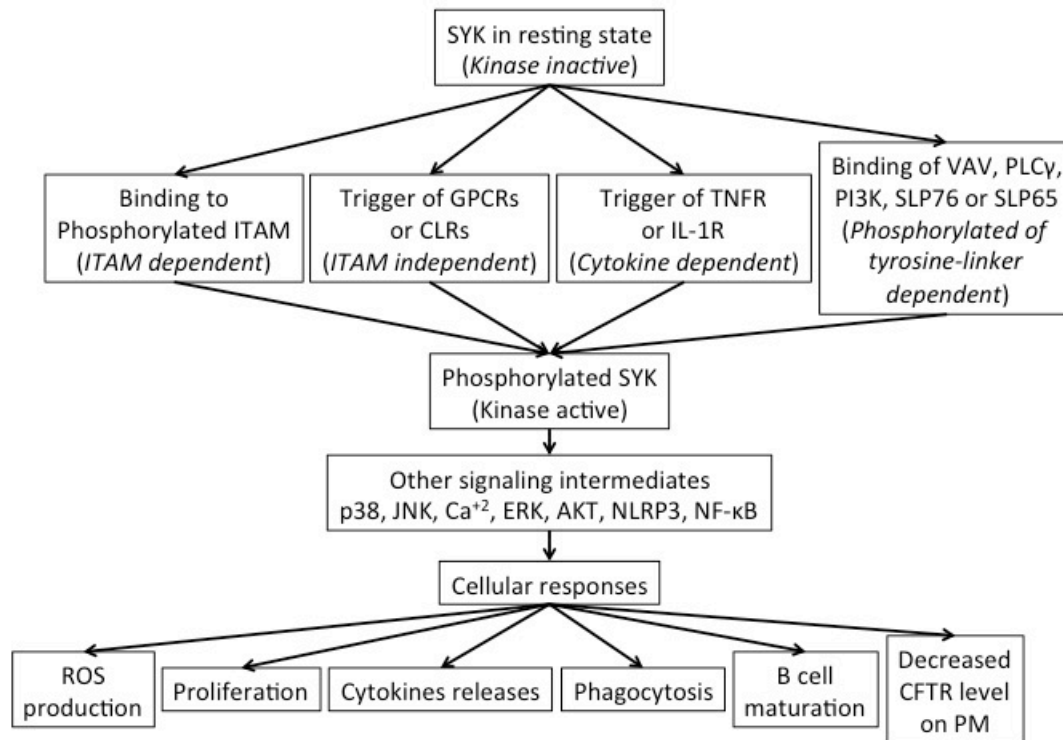 SYK in resting state
(Kinase inactive)
Binding to
Phosphorylated ITAM
(ITAM dependent)
Trigger of GPCRs
or CLRs
(ITAM independent)
Trigger of TNFR
or IL-1R
(Cytokine dependent)
Binding of VAV, PLCγ,
PI3K, SLP76 or SLP65
(Phosphorylated of
tyrosine-linker
dependent)
Phosphorylated SYK
(Kinase active)
Other signaling intermediates
p38, JNK, Ca⁺², ERK, AKT, NLRP3, NF-κB
Cellular responses
ROS
production
Proliferation
Cytokines releases
Phagocytosis
B cell
maturation
Decreased
CFTR level
on PM